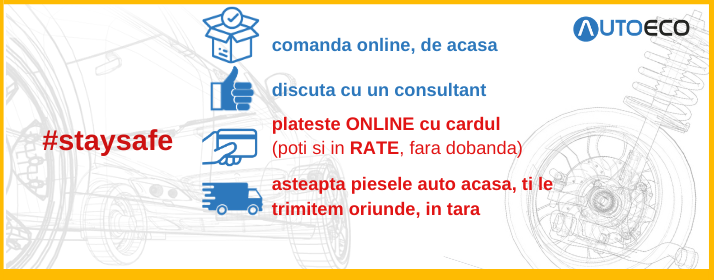 AUTOECO
comanda online, de acasa
discuta cu un consultant
#staysafe
plateste ONLINE cu cardul
(poti si in RATE, fara dobanda)
asteapta piesele auto acasa, ti le
trimitem oriunde, in tara